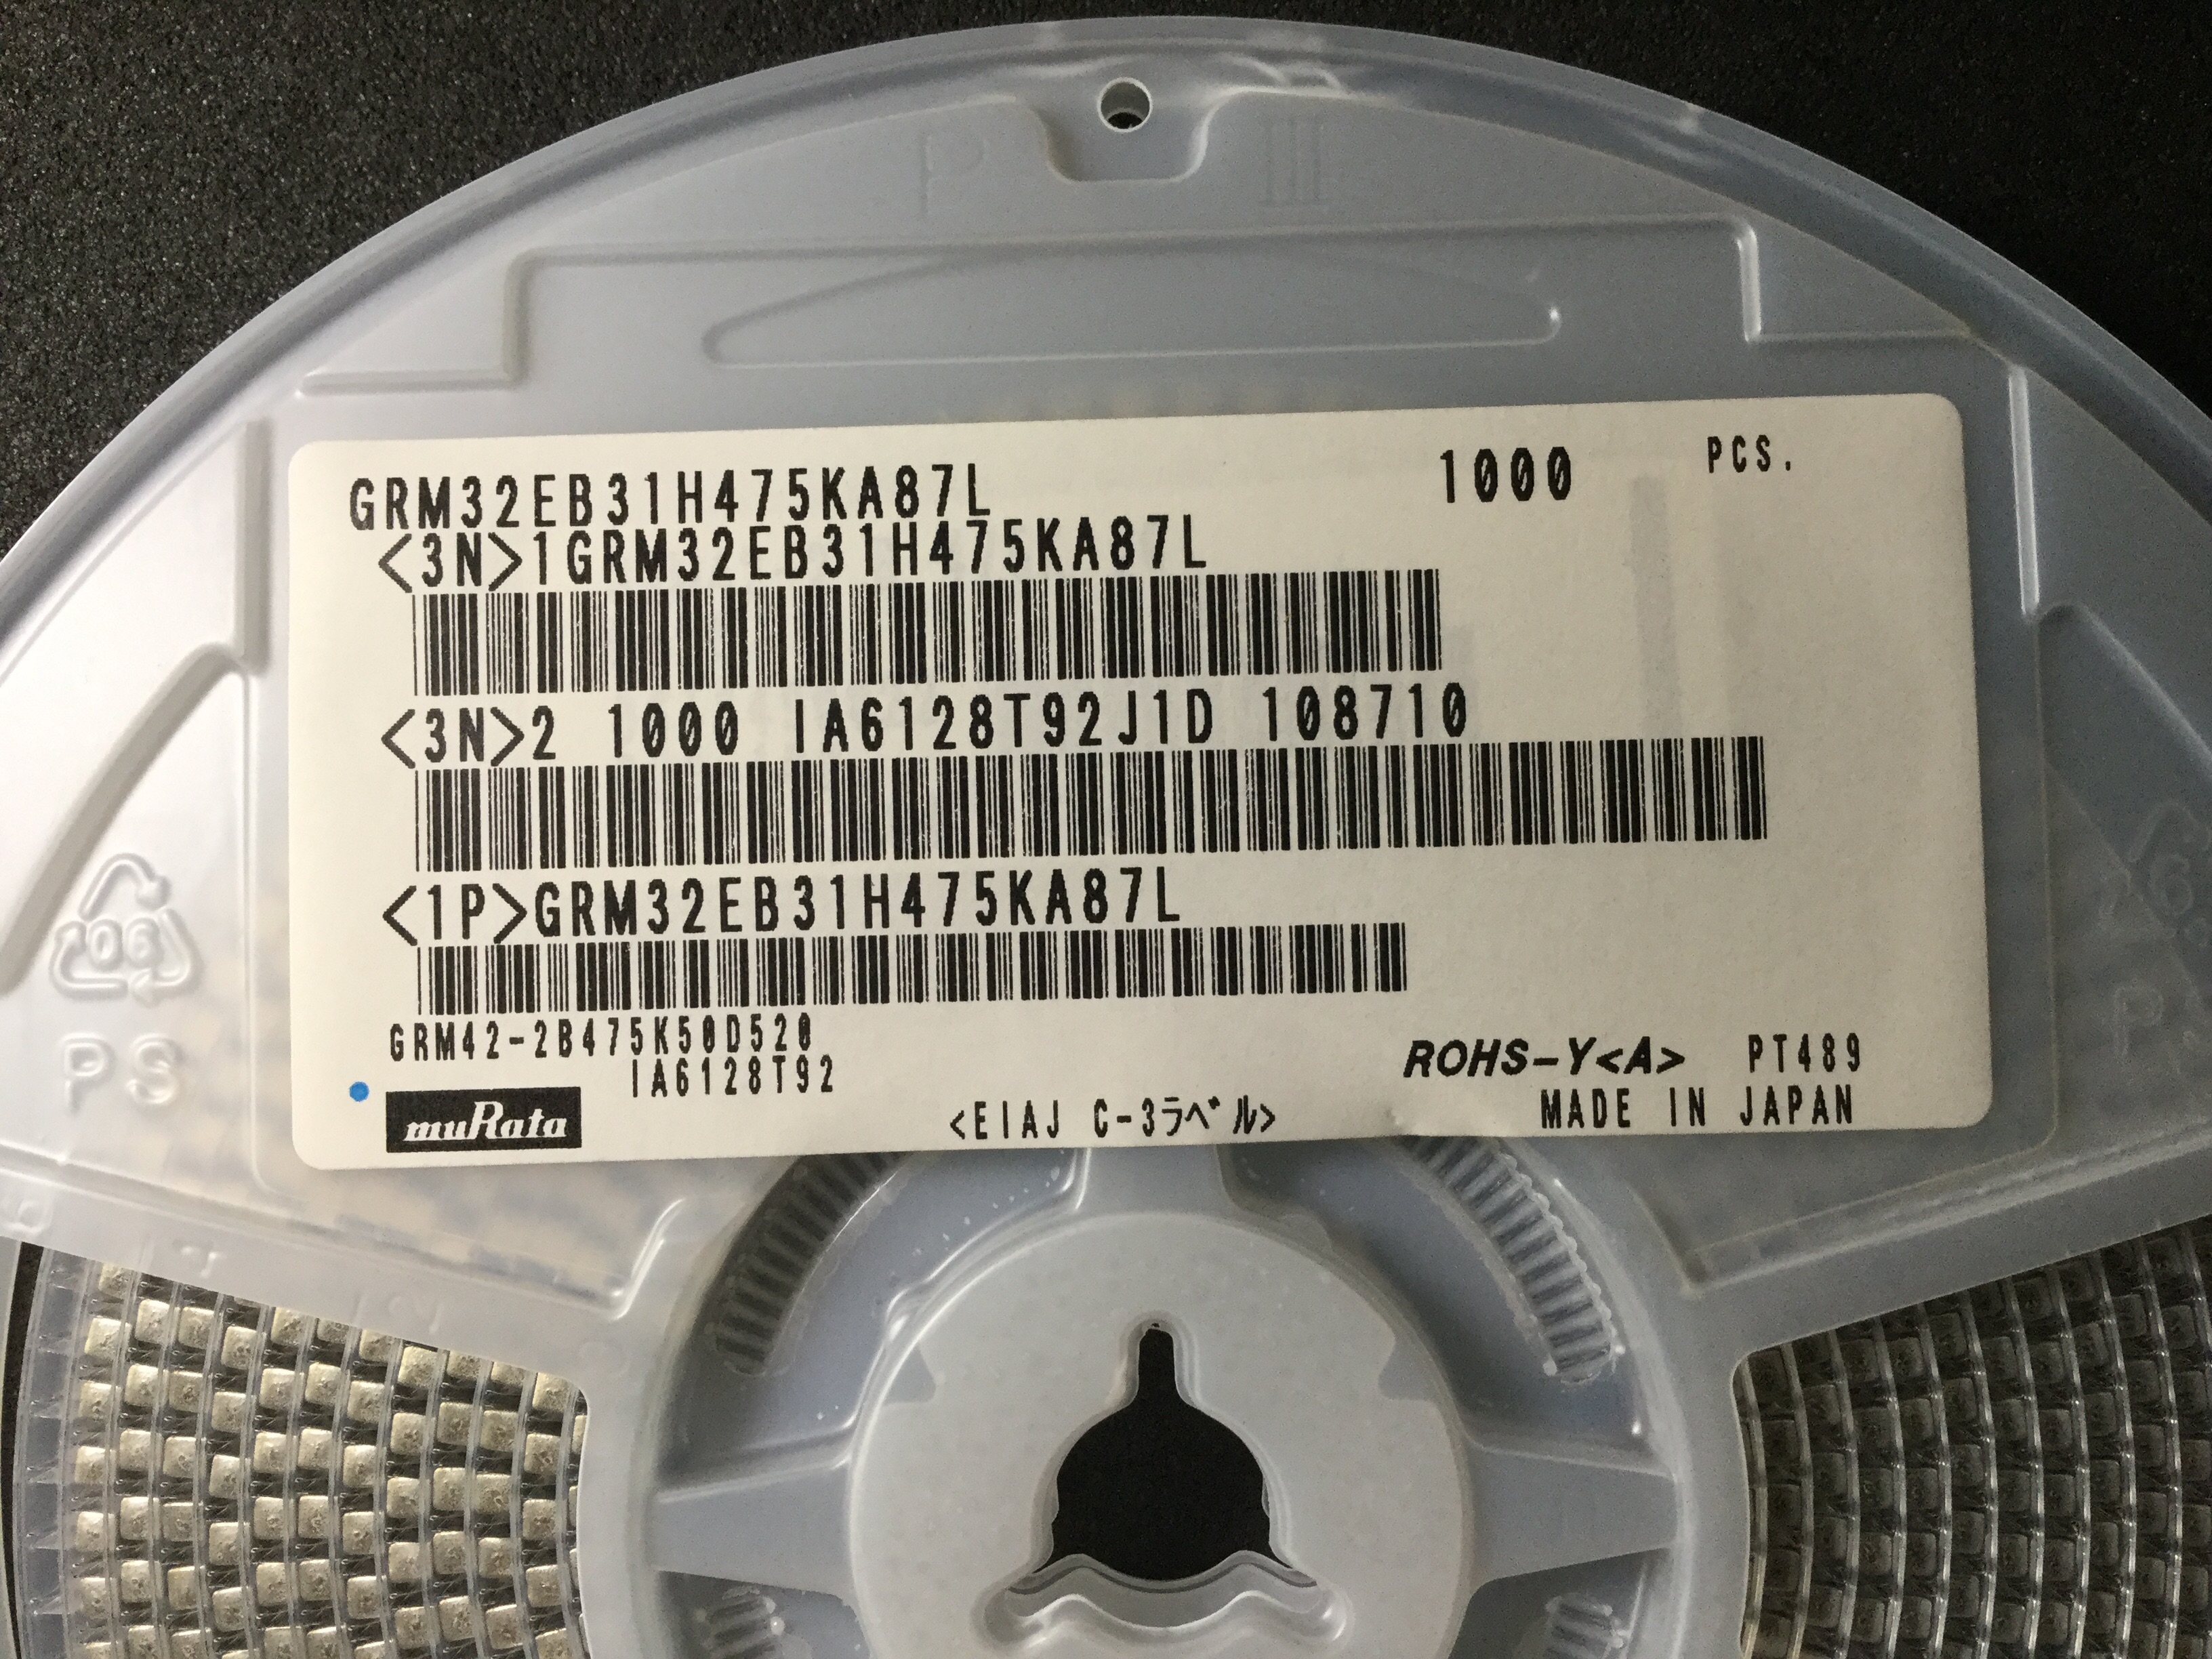 P III
GRM32EB31H475KA87L 1000 PCS.
<3N>1GRM32EB31H475KA87L
<3N>2 1000 IA6128T92J1D 108710
<1P>GRM32EB31H475KA87L
GRM42-2B475K50D520
IA6128T92
ROHS-Y<A> PT489
muRata
<EIAJ C-3ラベル>
MADE IN JAPAN
PS